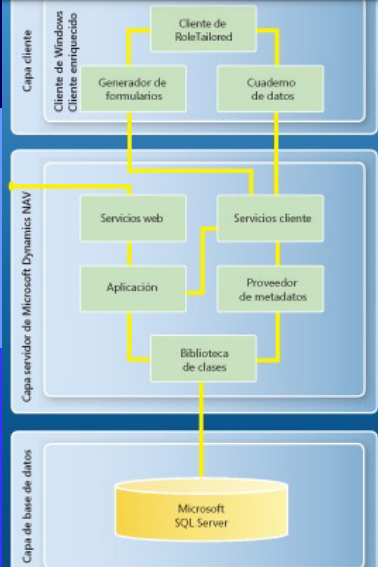 Capa cliente
Cliente de Windows
Cliente enriquecido
Cliente de
RoleTailored
Generador de
formularios
Cuaderno
de datos
Capa servidor de Microsoft Dynamics NAV
Servicios web
Servicios cliente
Aplicación
Proveedor
de metadatos
Biblioteca
de clases
Capa de base de datos
Microsoft
SQL Server